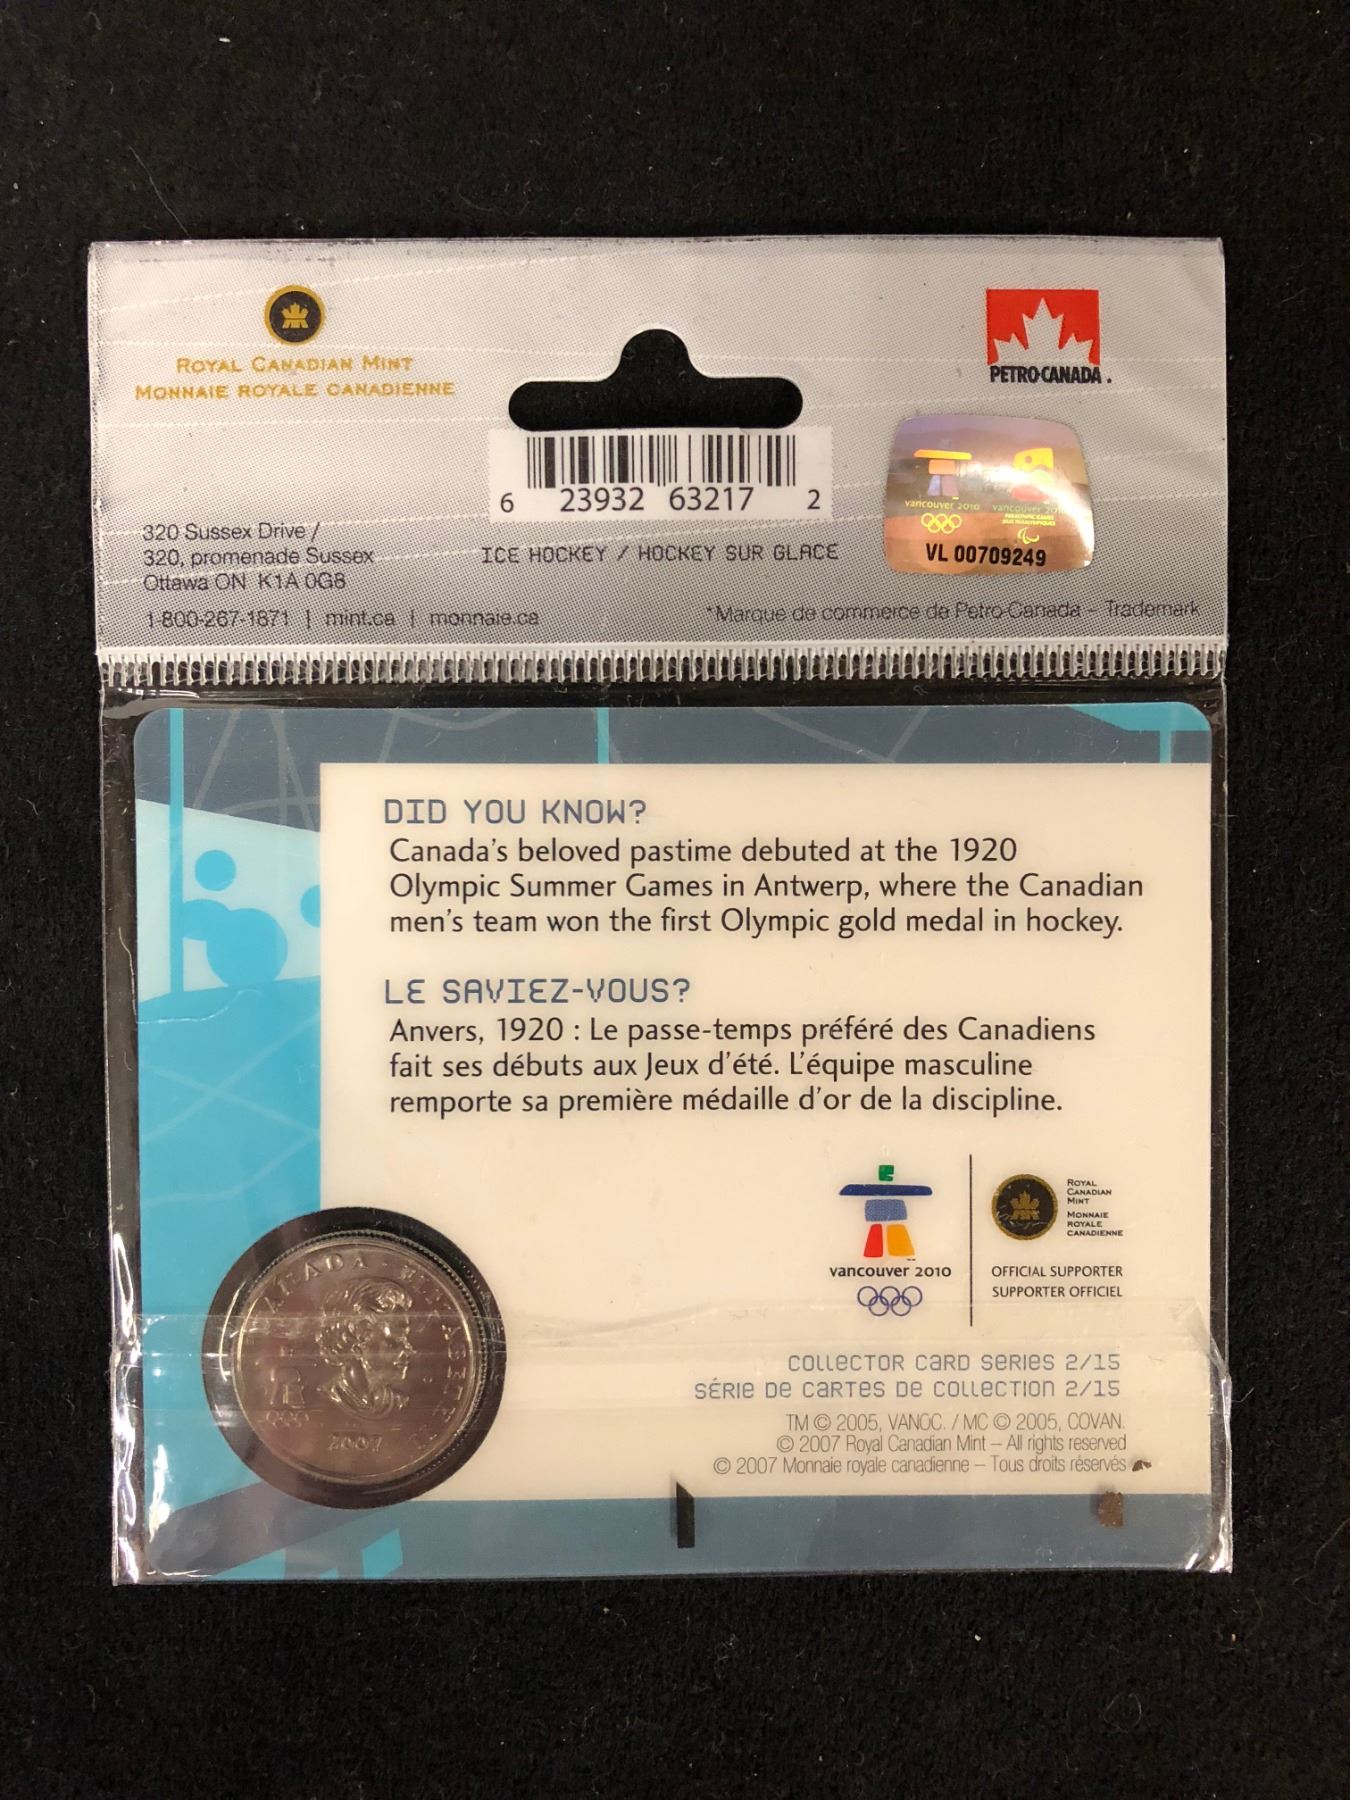 ROYAL CANADIAN MINT
MONNAIE ROYALE CANADIENNE
PETRO-CANADA .
6 23932 63217 2
vancouver 2010
vancouver 2010
PARALYMPIC GAMES
VL 00709249
320 Sussex Drive /
320, promenade Sussex
Ottawa ON K1A 0G8
1-800-267-1871 | mint.ca | monnaie.ca
ICE HOCKEY / HOCKEY SUR GLACE
*Marque de commerce de Petro-Canada – Trademark
DID YOU KNOW?
Canada's beloved pastime debuted at the 1920
Olympic Summer Games in Antwerp, where the Canadian
men's team won the first Olympic gold medal in hockey.
LE SAVIEZ-VOUS?
Anvers, 1920 : Le passe-temps préféré des Canadiens
fait ses débuts aux Jeux d'été. L'équipe masculine
remporte sa première médaille d'or de la discipline.
vancouver 2010
ROYAL
CANADIAN
MINT
MONNAIE
ROYALE
CANADIENNE
OFFICIAL SUPPORTER
SUPPORTER OFFICIEL
CANADA
2007
COLLECTOR CARD SERIES 2/15
SÉRIE DE CARTES DE COLLECTION 2/15
TM © 2005, VANOC. / MC © 2005, COVAN.
© 2007 Royal Canadian Mint – All rights reserved
© 2007 Monnaie royale canadienne – Tous droits réservés